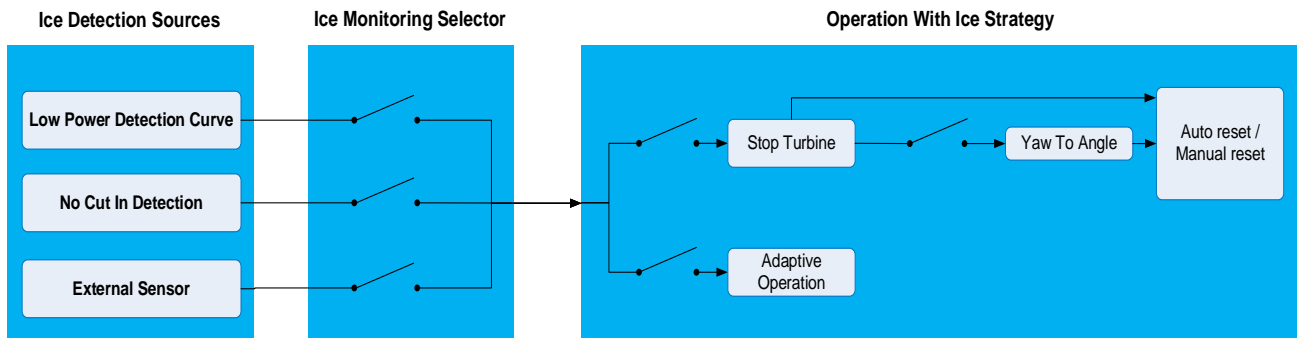 Ice Detection Sources
Ice Monitoring Selector
Operation With Ice Strategy
Low Power Detection Curve
No Cut In Detection
External Sensor
Stop Turbine
Yaw To Angle
Auto reset /
Manual reset
Adaptive
Operation